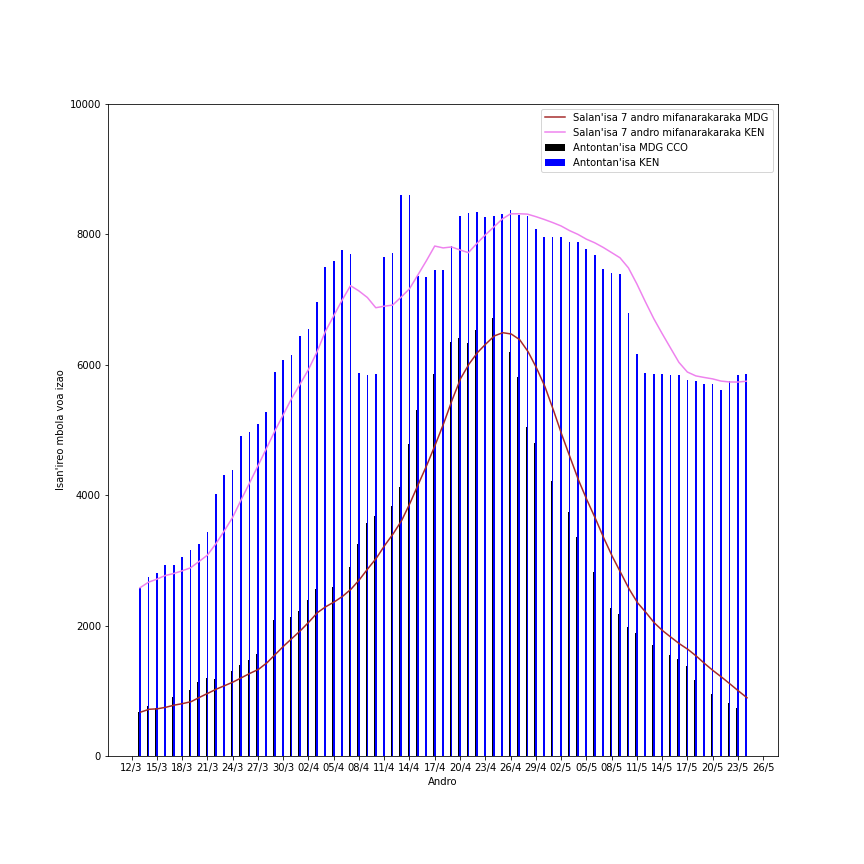 Salan'isa 7 andro mifanarakaraka MDG
Salan'isa 7 andro mifanarakaraka KEN
Antontan'isa MDG CCO
Antontan'isa KEN
10000
8000
6000
4000
2000
0
Isan'ireo mbola voa izao
12/3 15/3 18/3 21/3 24/3 27/3 30/3 02/4 05/4 08/4 11/4 14/4 17/4 20/4 23/4 26/4 29/4 02/5 05/5 08/5 11/5 14/5 17/5 20/5 23/5 26/5
Andro